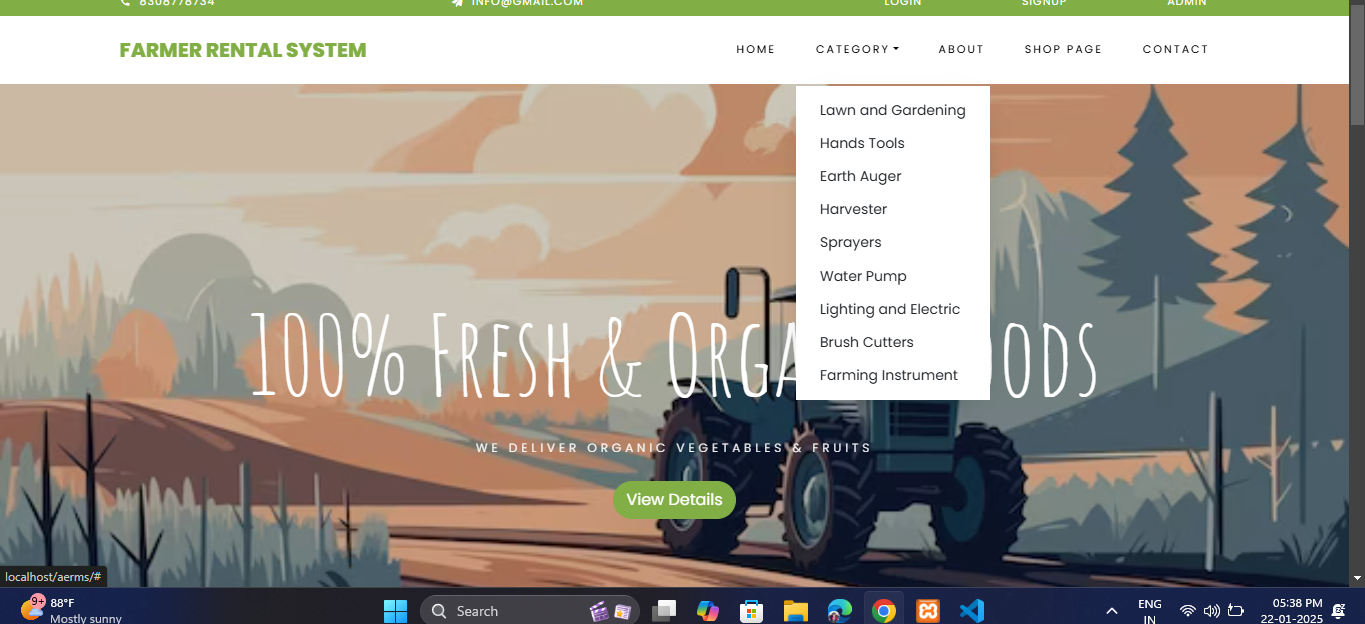 8308778734 INFO@GMAIL.COM LOGIN SIGNUP ADMIN
FARMER RENTAL SYSTEM HOME CATEGORY ABOUT SHOP PAGE CONTACT
Lawn and Gardening
Hands Tools
Earth Auger
Harvester
Sprayers
Water Pump
Lighting and Electric
Brush Cutters
Farming Instrument
100% FRESH & ORGA OODS
WE DELIVER ORGANIC VEGETABLES & FRUITS
View Details
localhost/aerms/#
9+ 88°F
Mostly sunny
Search
ENG
IN
05:38 PM
22-01-2025